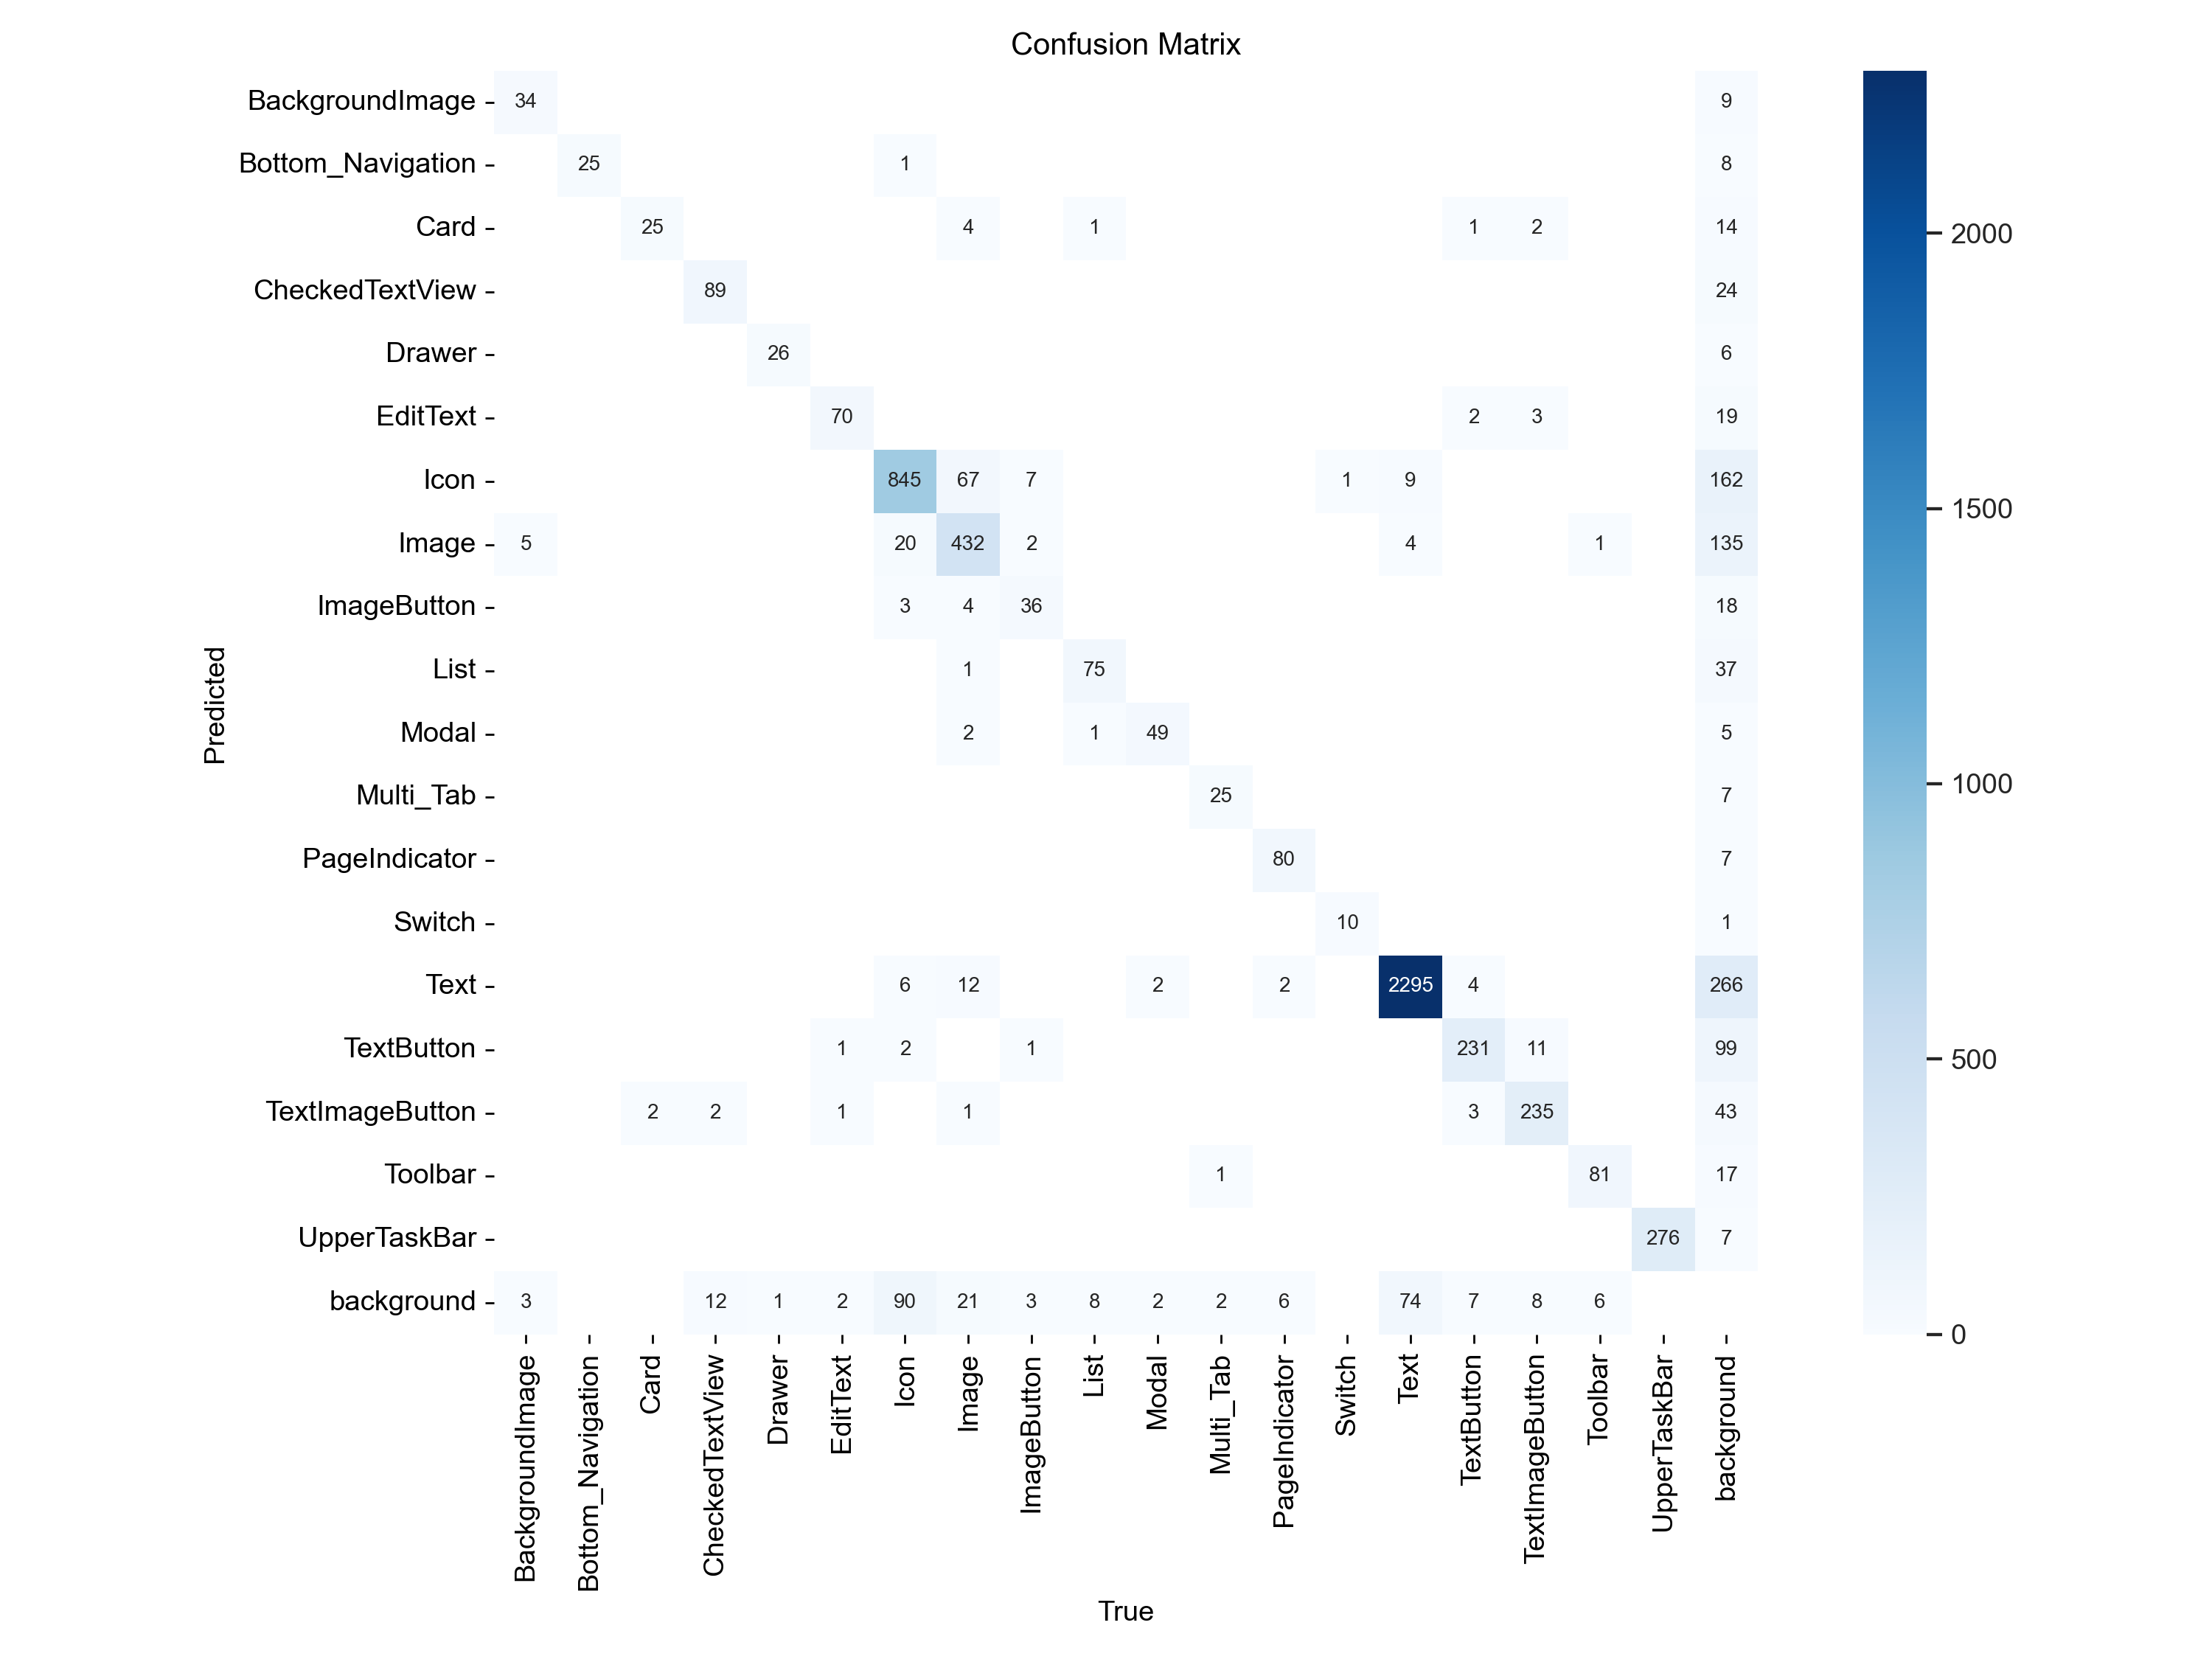 Confusion Matrix
BackgroundImage 34 9
Bottom_Navigation 25 1 8
Card 25 4 1 1 2 14
CheckedTextView 89 24
Drawer 26 6
EditText 70 2 3 19
Icon 845 67 7 1 9 162
Image 5 20 432 2 4 1 135
ImageButton 3 4 36 18
List 1 75 37
Modal 2 1 49 5
Multi_Tab 25 7
PageIndicator 80 7
Switch 10 1
Text 6 12 2 2 2295 4 266
TextButton 1 2 1 231 11 99
TextImageButton 2 2 1 1 3 235 43
Toolbar 1 81 17
UpperTaskBar 276 7
background 3 12 1 2 90 21 3 8 2 2 6 74 7 8 6
Predicted
BackgroundImage
Bottom_Navigation
Card
CheckedTextView
Drawer
EditText
Icon
Image
ImageButton
List
Modal
Multi_Tab
PageIndicator
Switch
Text
TextButton
TextImageButton
Toolbar
UpperTaskBar
background
True
2000
1500
1000
500
0